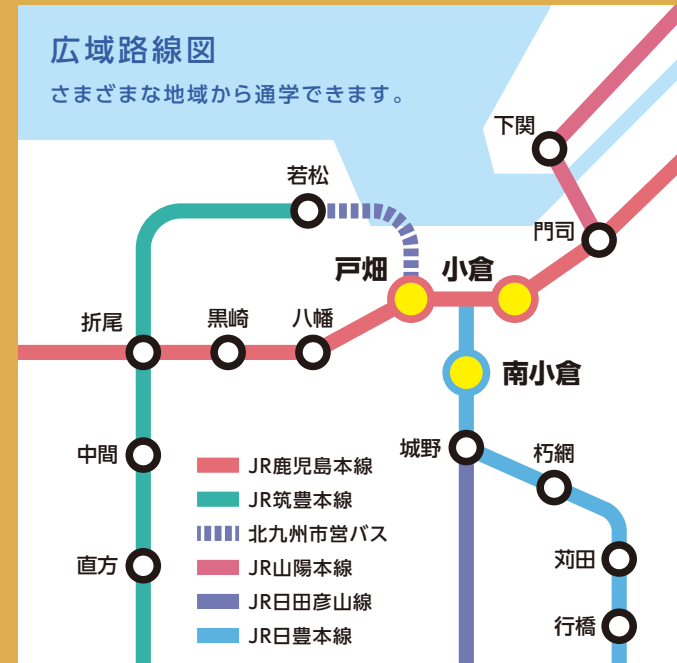 広域路線図
さまざまな地域から通学できます。
下関
若松
門司
戸畑
小倉
折尾
黒崎
八幡
南小倉
中間
城野
朽網
JR鹿児島本線
JR筑豊本線
北九州市営バス
JR山陽本線
JR日田彦山線
JR日豊本線
直方
苅田
行橋